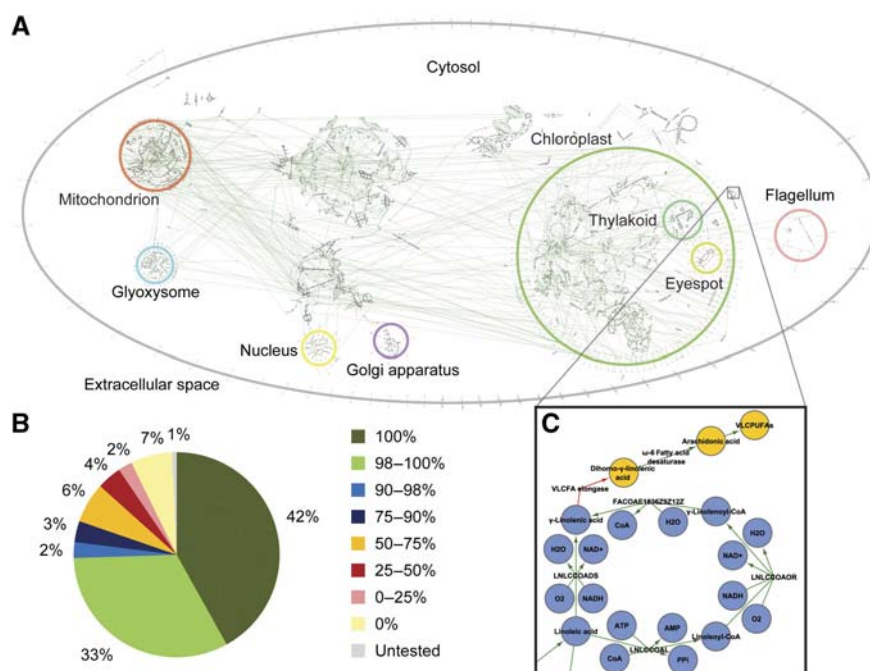 A
Cytosol
Chloroplast
Mitochondrion
Thylakoid
Flagellum
Glyoxysome
Eyespot
Nucleus
Golgi apparatus
Extracellular space
B
1%
7%
2%
4%
6%
3%
2%
33%
42%
100%
98–100%
90–98%
75–90%
50–75%
25–50%
0–25%
0%
Untested
C
VLCPUFAs
Arachidonic acid
ω-6 Fatty acid
desaturase
Dihomo-γ-linolenic
acid
VLCFA elongase
FACOAE1836Z9Z12Z
γ-Linolenic acid
CoA
H2O
γ-Linolenoyl-CoA
H2O
NAD+
NAD+
H2O
LNLCCOADS
LNLCCOAOR
O2
NADH
NADH
O2
Linoleic acid
ATP
AMP
Linoleoyl-CoA
LNLCCOAL
CoA
PPi